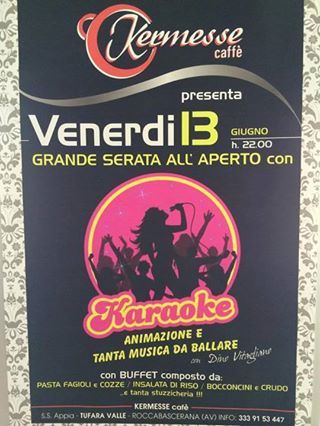 Kermesse
caffè
presenta
Venerdi 13 GIUGNO
h. 22.00
GRANDE SERATA ALL' APERTO con
Karaoke
ANIMAZIONE E
TANTA MUSICA DA BALLARE
con Dino Vitagliano
con BUFFET composto da:
PASTA FAGIOLI e COZZE / INSALATA DI RISO / BOCCONCINI e CRUDO
..e tanta stuzzicheria !!!
KERMESSE cafè
S.S. Appia - TUFARA VALLE - ROCCABASCERANA (AV) INFO: 333 91 53 447